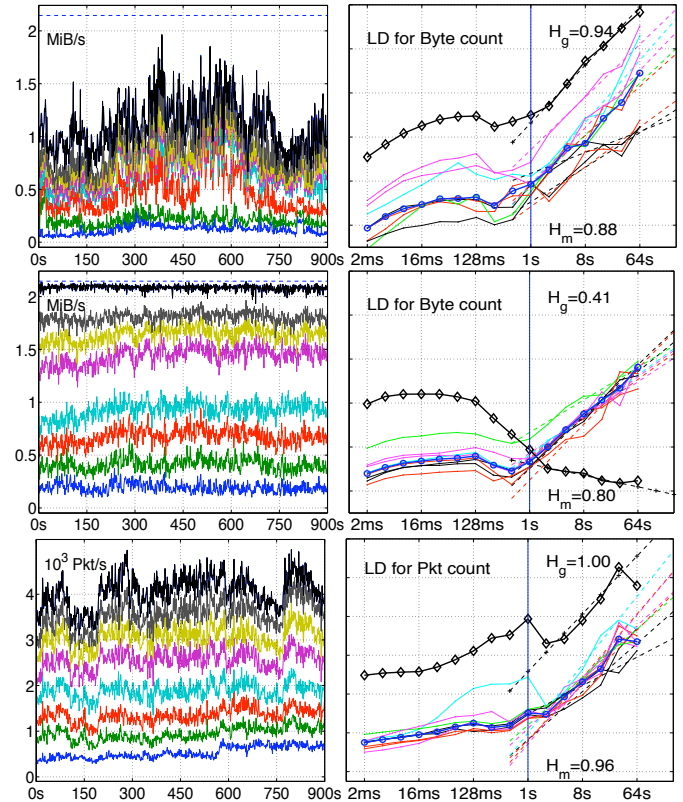 2
MiB/s
1.5
1
0.5
0
0S 150 300 450 600 750 900s
LD for Byte count
H_g=0.94
H_m=0.88
2ms 16ms 128ms 1s 8s 64s
2
MiB/s
1.5
1
0.5
0
0s 150 300 450 600 750 900s
LD for Byte count
H_g=0.41
H_m=0.80
2ms 16ms 128ms 1s 8s 64s
10^3 Pkt/s
4
3
2
1
0
0s 150 300 450 600 750 900s
LD for Pkt count
H_g=1.00
H_m=0.96
2ms 16ms 128ms 1s 8s 64s